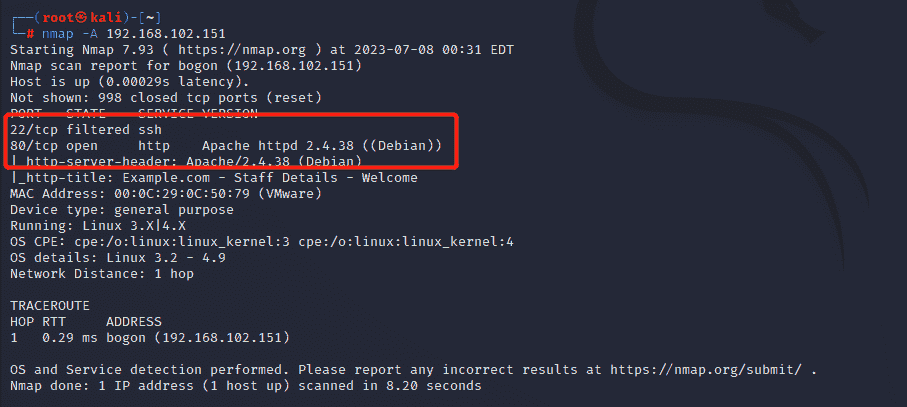 ┌──(root㉿kali)-[~]
└─# nmap -A 192.168.102.151
Starting Nmap 7.93 ( https://nmap.org ) at 2023-07-08 00:31 EDT
Nmap scan report for bogon (192.168.102.151)
Host is up (0.00029s latency).
Not shown: 998 closed tcp ports (reset)
PORT   STATE    SERVICE VERSION
22/tcp filtered ssh
80/tcp open     http    Apache httpd 2.4.38 ((Debian))
|_http-server-header: Apache/2.4.38 (Debian)
|_http-title: Example.com - Staff Details - Welcome
MAC Address: 00:0C:29:0C:50:79 (VMware)
Device type: general purpose
Running: Linux 3.X|4.X
OS CPE: cpe:/o:linux:linux_kernel:3 cpe:/o:linux:linux_kernel:4
OS details: Linux 3.2 - 4.9
Network Distance: 1 hop
TRACEROUTE
HOP RTT     ADDRESS
1   0.29 ms bogon (192.168.102.151)
OS and Service detection performed. Please report any incorrect results at https://nmap.org/submit/ .
Nmap done: 1 IP address (1 host up) scanned in 8.20 seconds